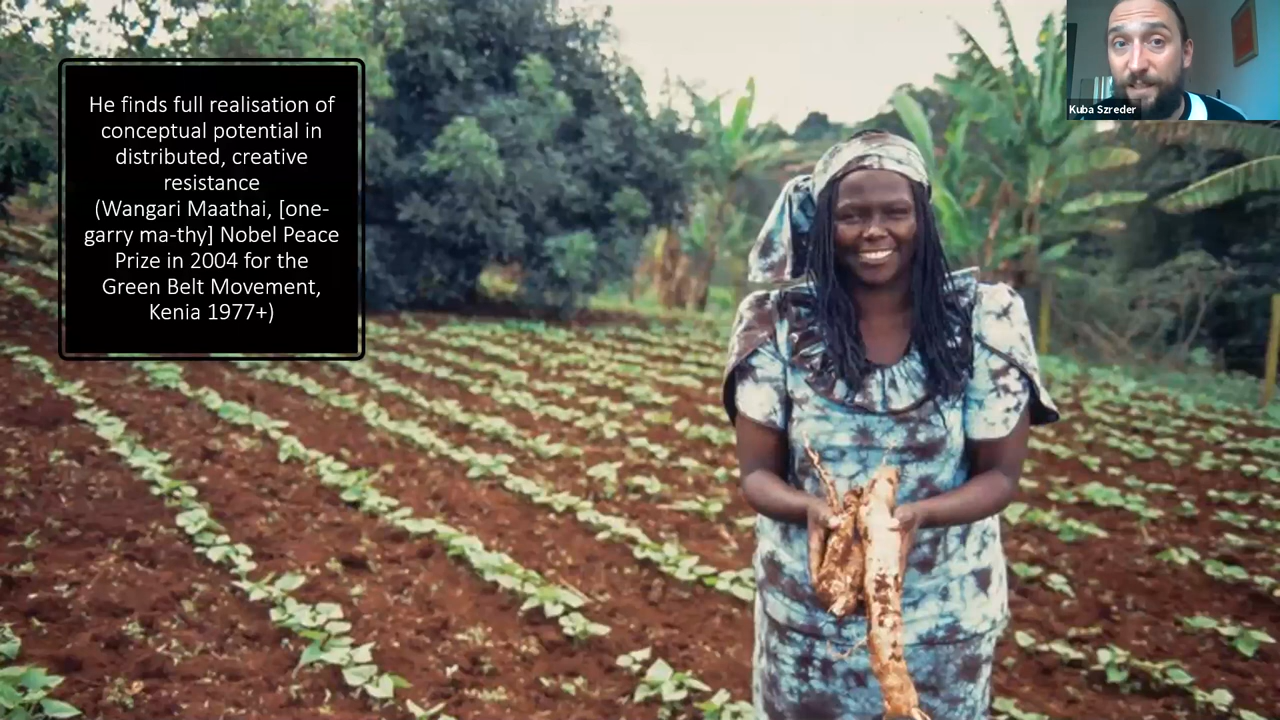 He finds full realisation of
conceptual potential in
distributed, creative
resistance
(Wangari Maathai, [one-
garry ma-thy] Nobel Peace
Prize in 2004 for the
Green Belt Movement,
Kenia 1977+)
Kuba Szreder